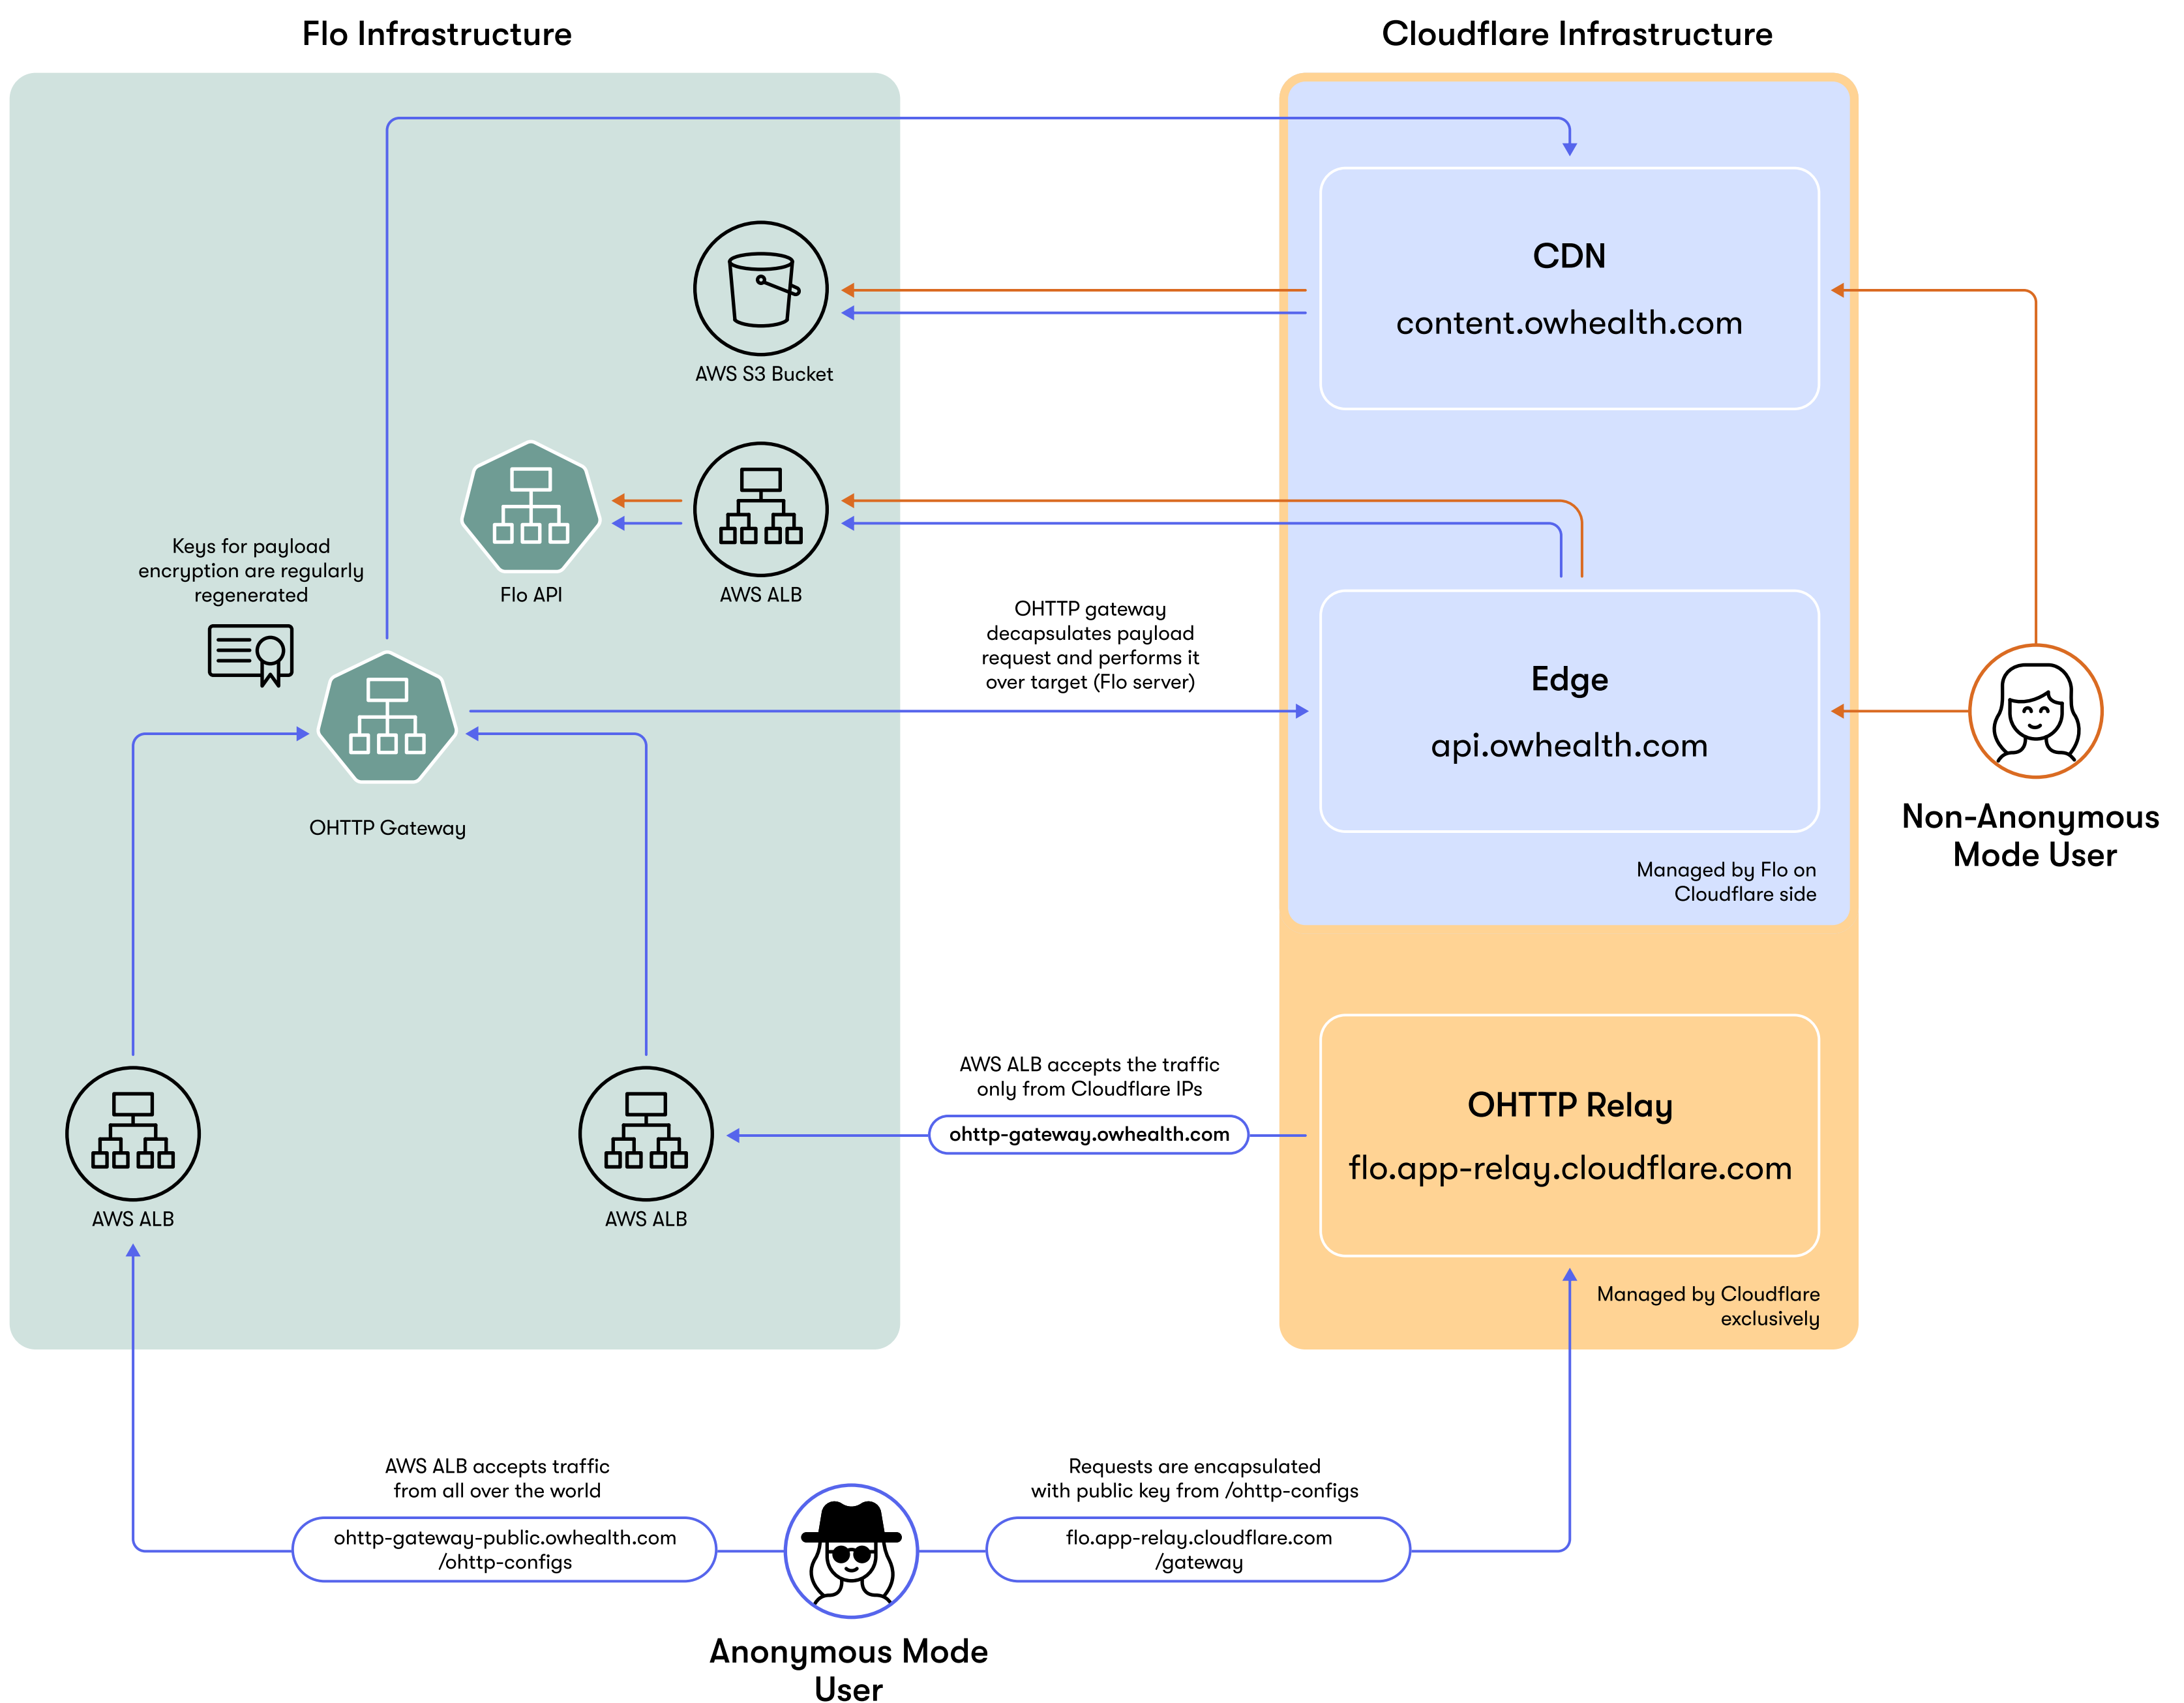 Flo Infrastructure
Cloudflare Infrastructure
CDN
content.owhealth.com
AWS S3 Bucket
Flo API
AWS ALB
Keys for payload
encryption are regularly
regenerated
OHTTP gateway
decapsulates payload
request and performs it
over target (Flo server)
Edge
api.owhealth.com
OHTTP Gateway
Managed by Flo on
Cloudflare side
Non-Anonymous
Mode User
AWS ALB accepts the traffic
only from Cloudflare IPs
ohttp-gateway.owhealth.com
OHTTP Relay
flo.app-relay.cloudflare.com
AWS ALB
AWS ALB
Managed by Cloudflare
exclusively
AWS ALB accepts traffic
from all over the world
ohttp-gateway-public.owhealth.com
/ohttp-configs
Requests are encapsulated
with public key from /ohttp-configs
flo.app-relay.cloudflare.com
/gateway
Anonymous Mode
User